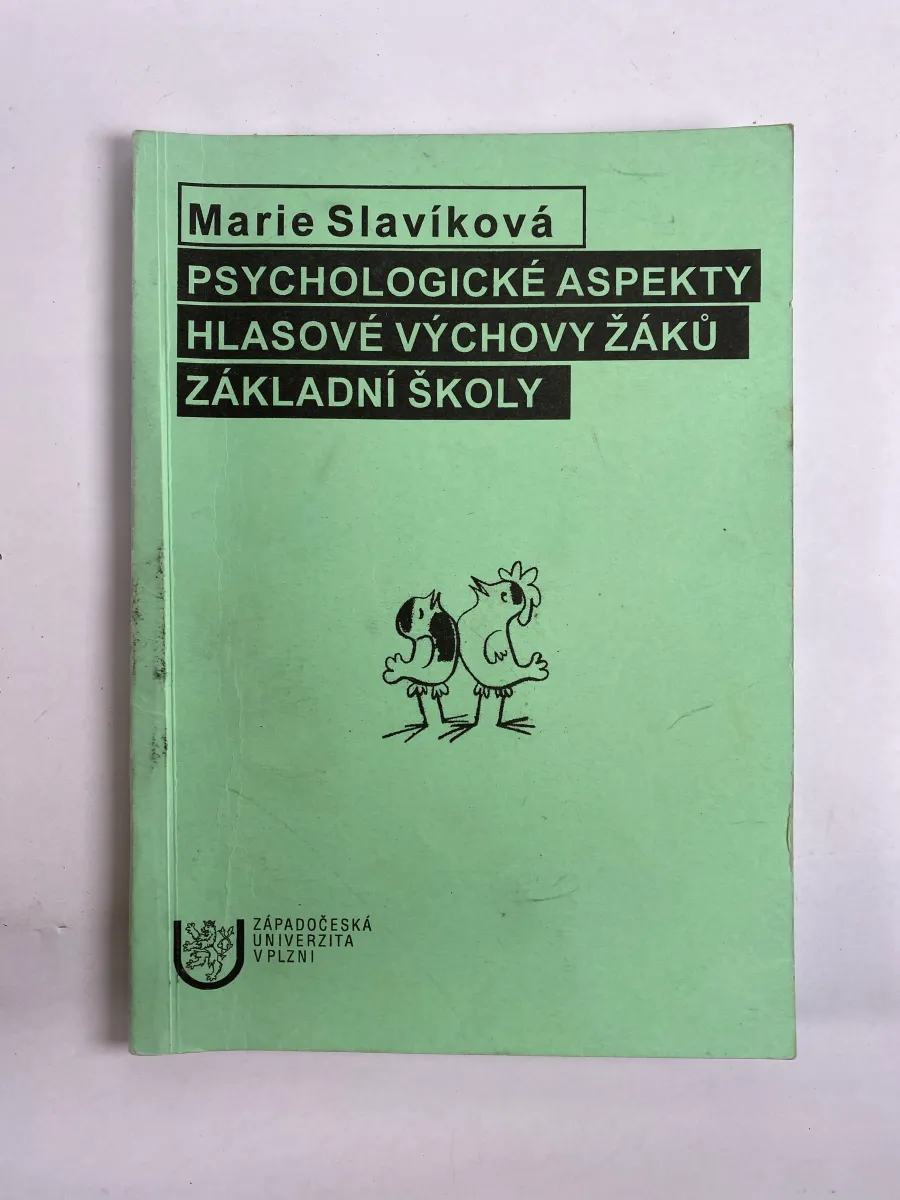 Marie Slavíková
PSYCHOLOGICKÉ ASPEKTY
HLASOVÉ VÝCHOVY ŽÁKŮ
ZÁKLADNÍ ŠKOLY
ZÁPADOČESKÁ
UNIVERZITA
V PLZNI